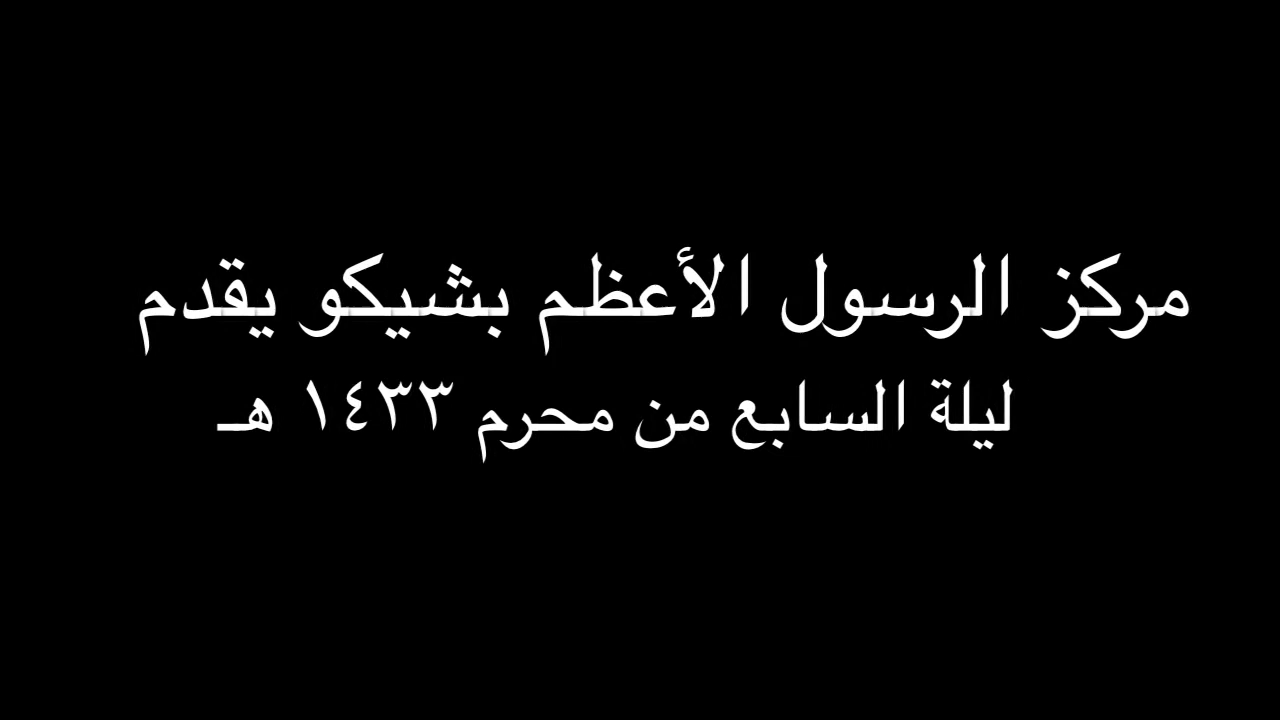 مركز الرسول الأعظم بشيكو يقدم
ليلة السابع من محرم ١٤٣٣ هـ